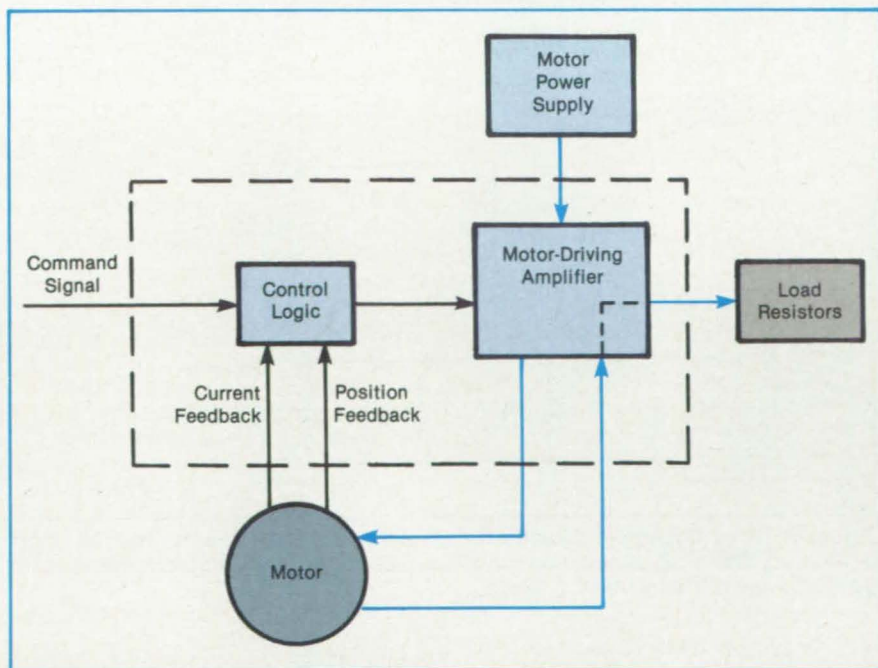 Motor
Power
Supply
Command
Signal
Control
Logic
Motor-Driving
Amplifier
Load
Resistors
Current
Feedback
Position
Feedback
Motor